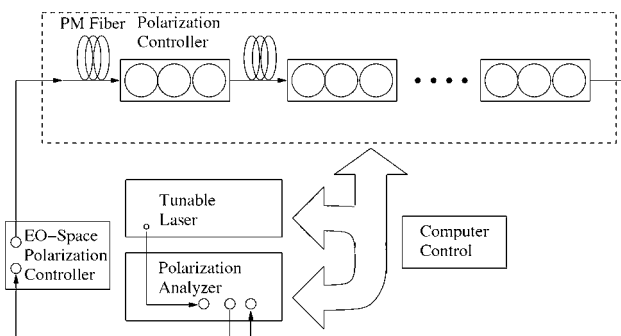 PM Fiber
Polarization
Controller
Tunable
Laser
EO-Space
Polarization
Controller
Polarization
Analyzer
Computer
Control